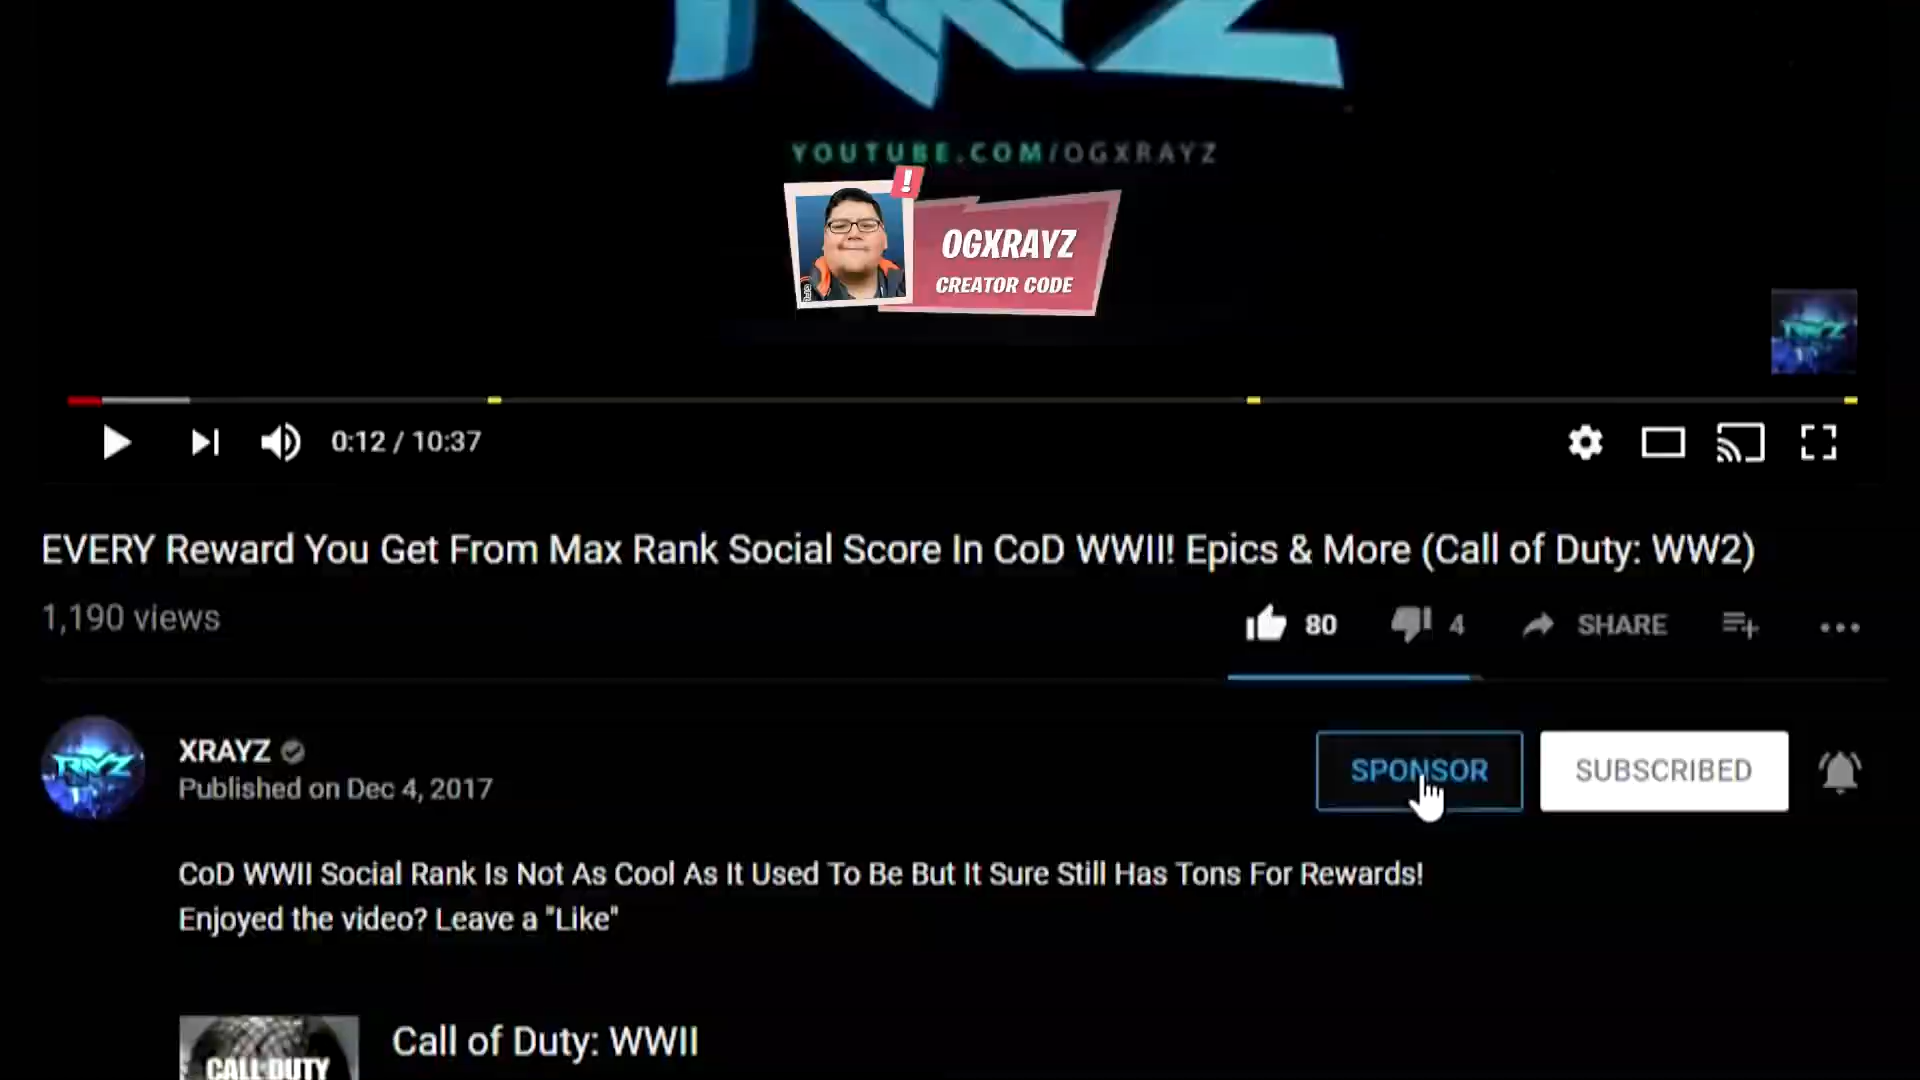 YOUTUBE.COM/OGXRAYZ
!
OGXRAYZ
CREATOR CODE
0:12 / 10:37
EVERY Reward You Get From Max Rank Social Score In CoD WWII! Epics & More (Call of Duty: WW2)
1,190 views
80
4
SHARE
XRAYZ
Published on Dec 4, 2017
SPONSOR
SUBSCRIBED
CoD WWII Social Rank Is Not As Cool As It Used To Be But It Sure Still Has Tons For Rewards!
Enjoyed the video? Leave a "Like"
Call of Duty: WWII
CALL DUTY